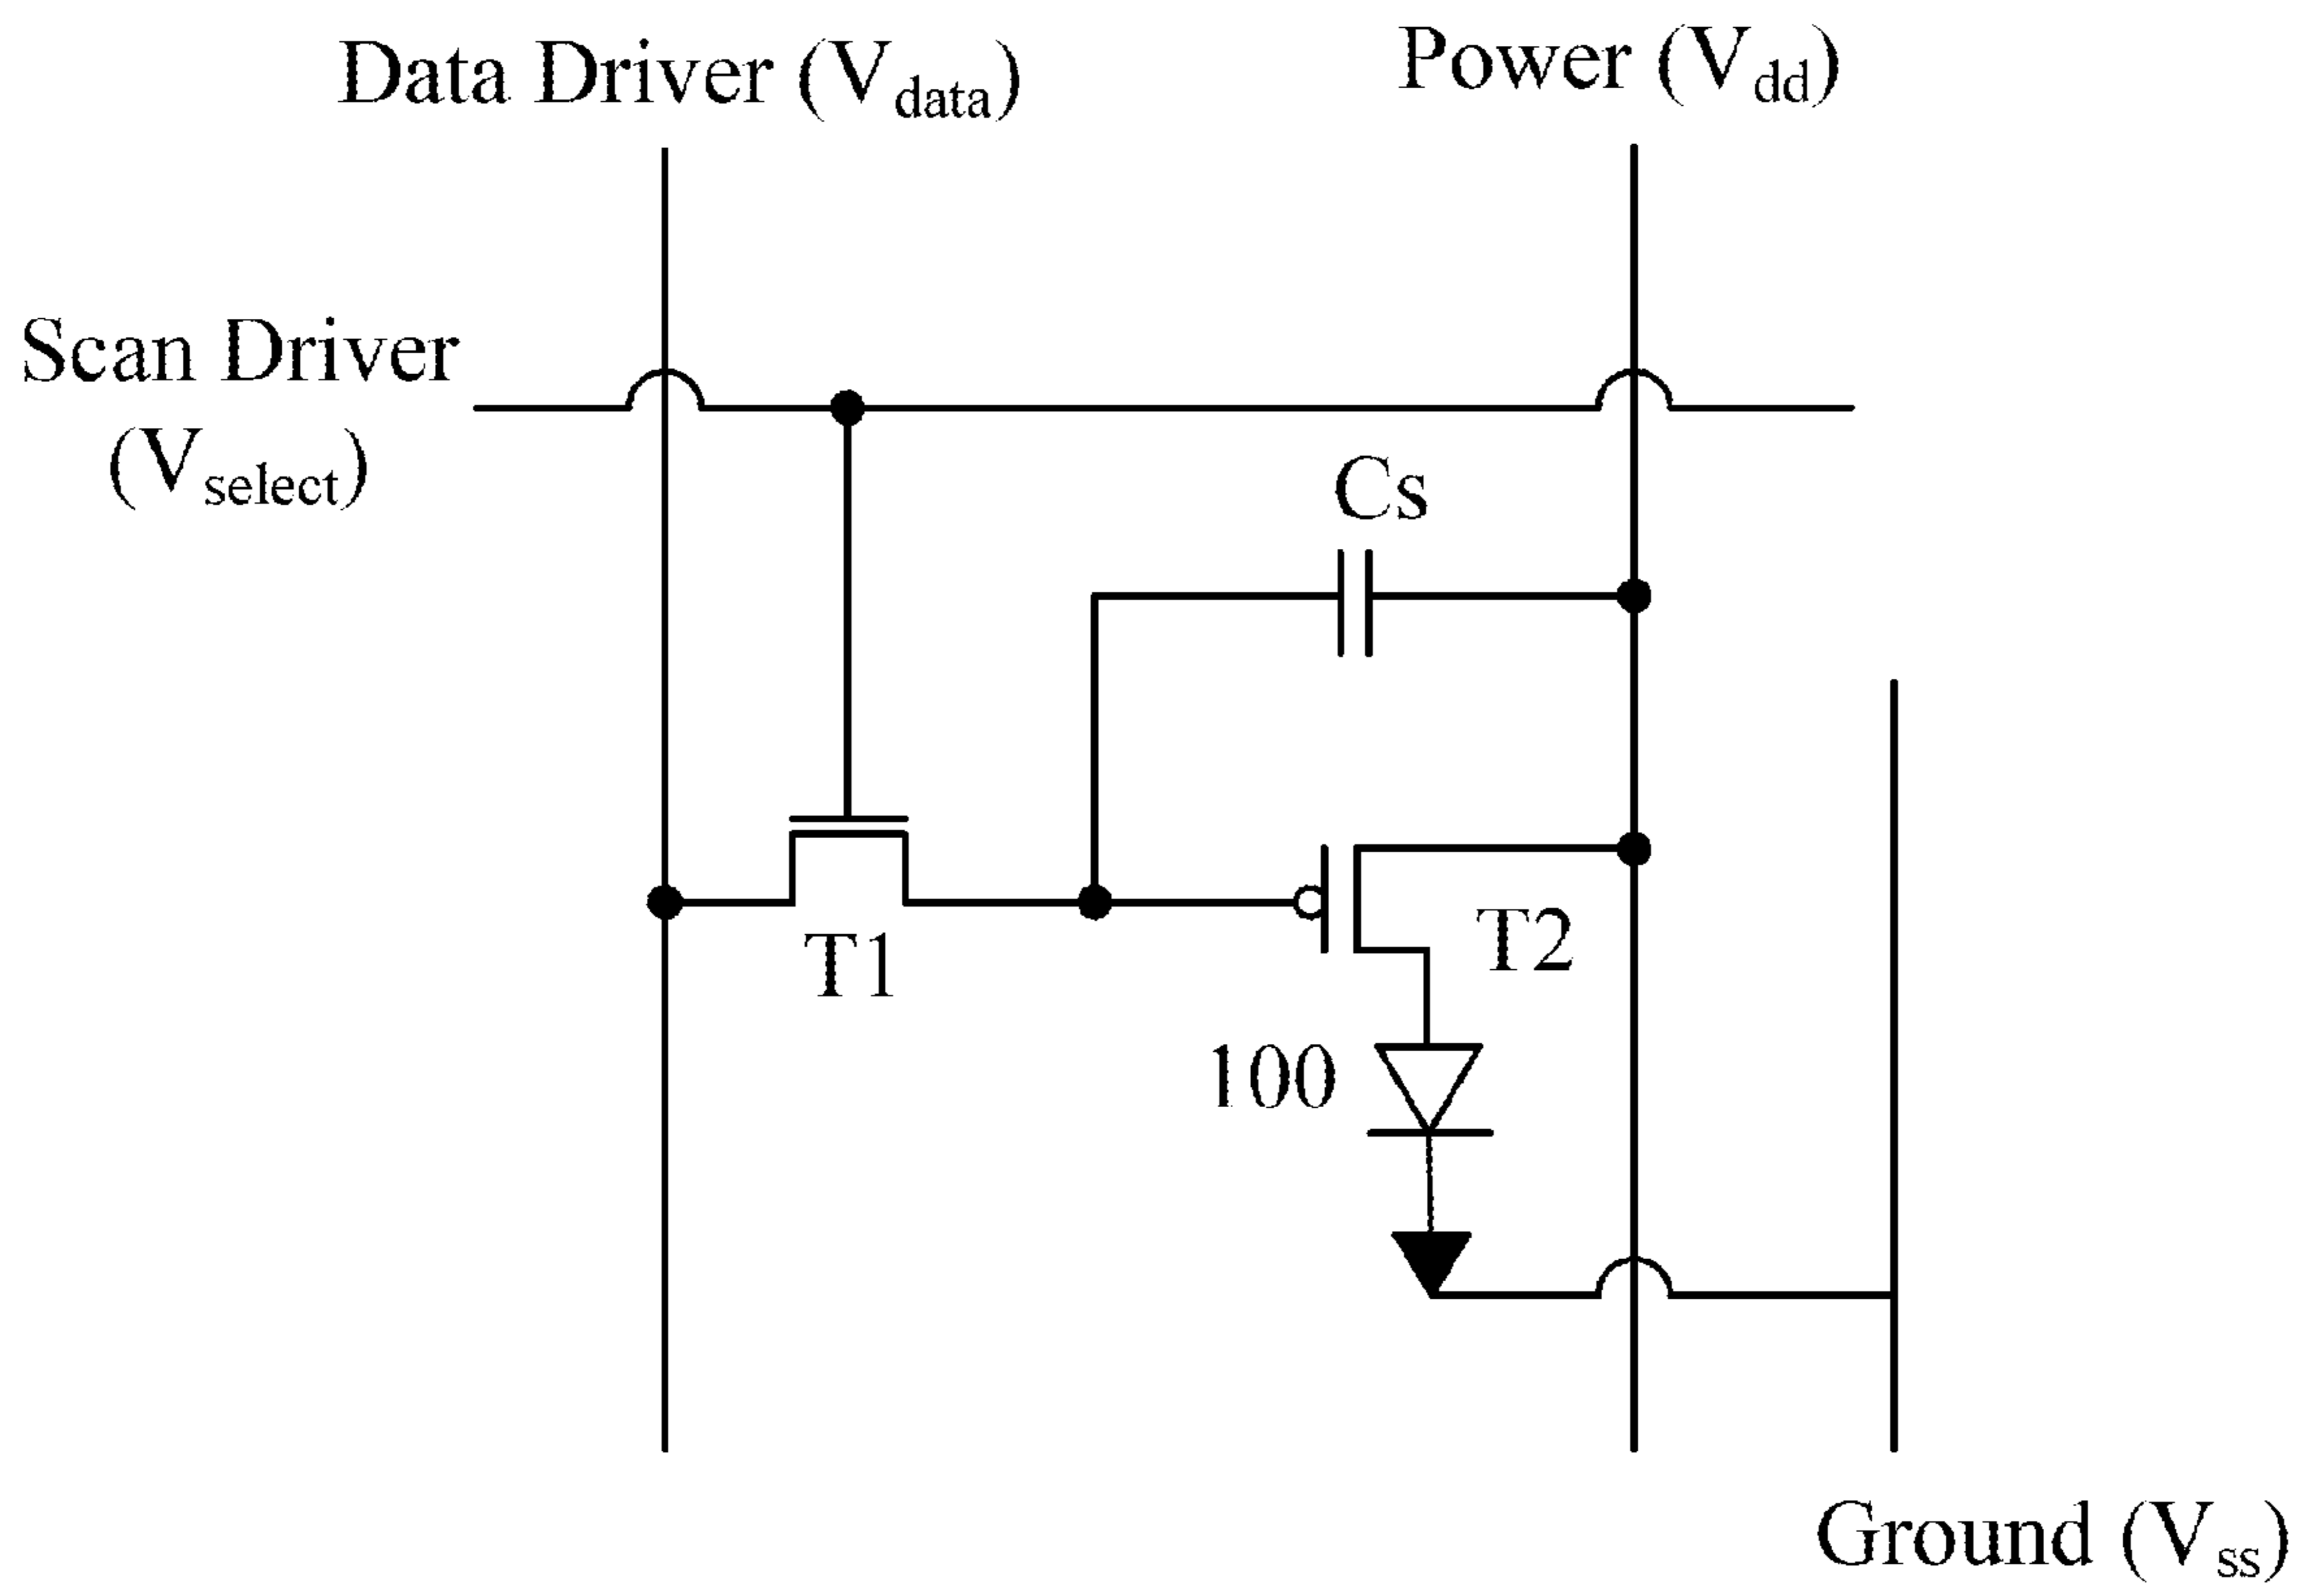 Data Driver (Vdata)
Power (Vdd)
Scan Driver
(Vselect)
Cs
T1
T2
100
Ground (Vss)